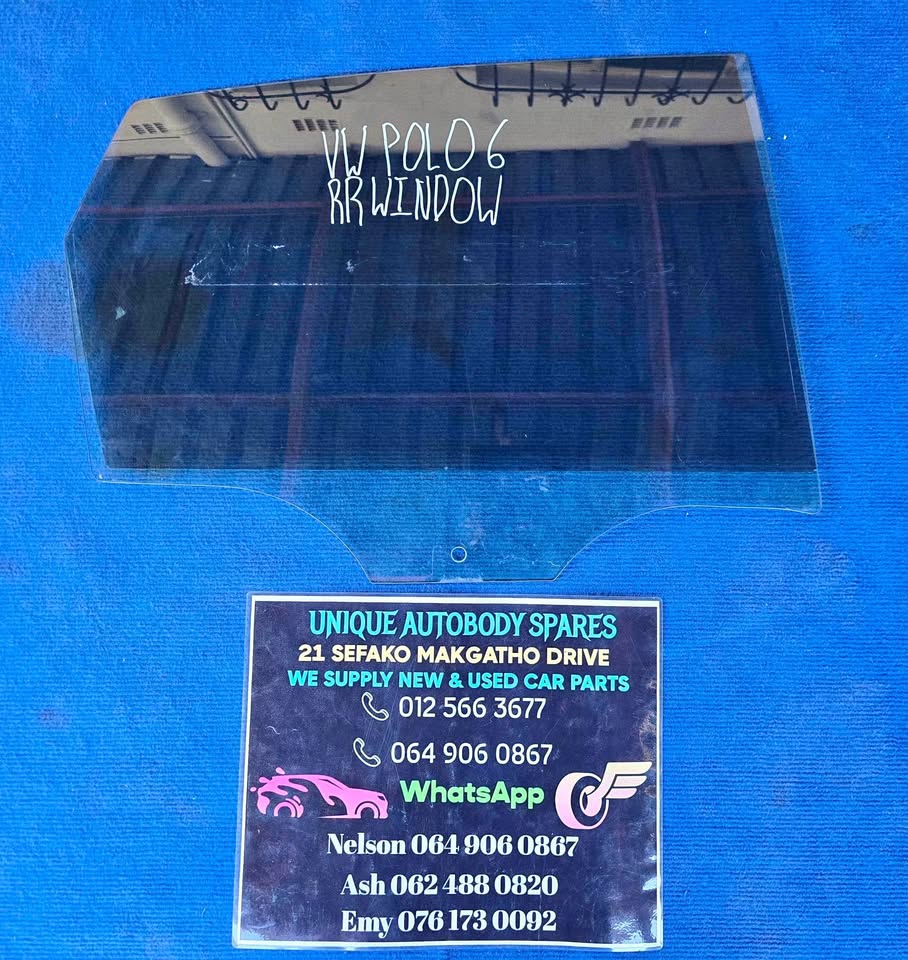 VW POLO 6
RR WINDOW
UNIQUE AUTOBODY SPARES
21 SEFAKO MAKGATHO DRIVE
WE SUPPLY NEW & USED CAR PARTS
012 566 3677
064 906 0867
WhatsApp
Nelson 064 906 0867
Ash 062 488 0820
Emy 076 173 0092